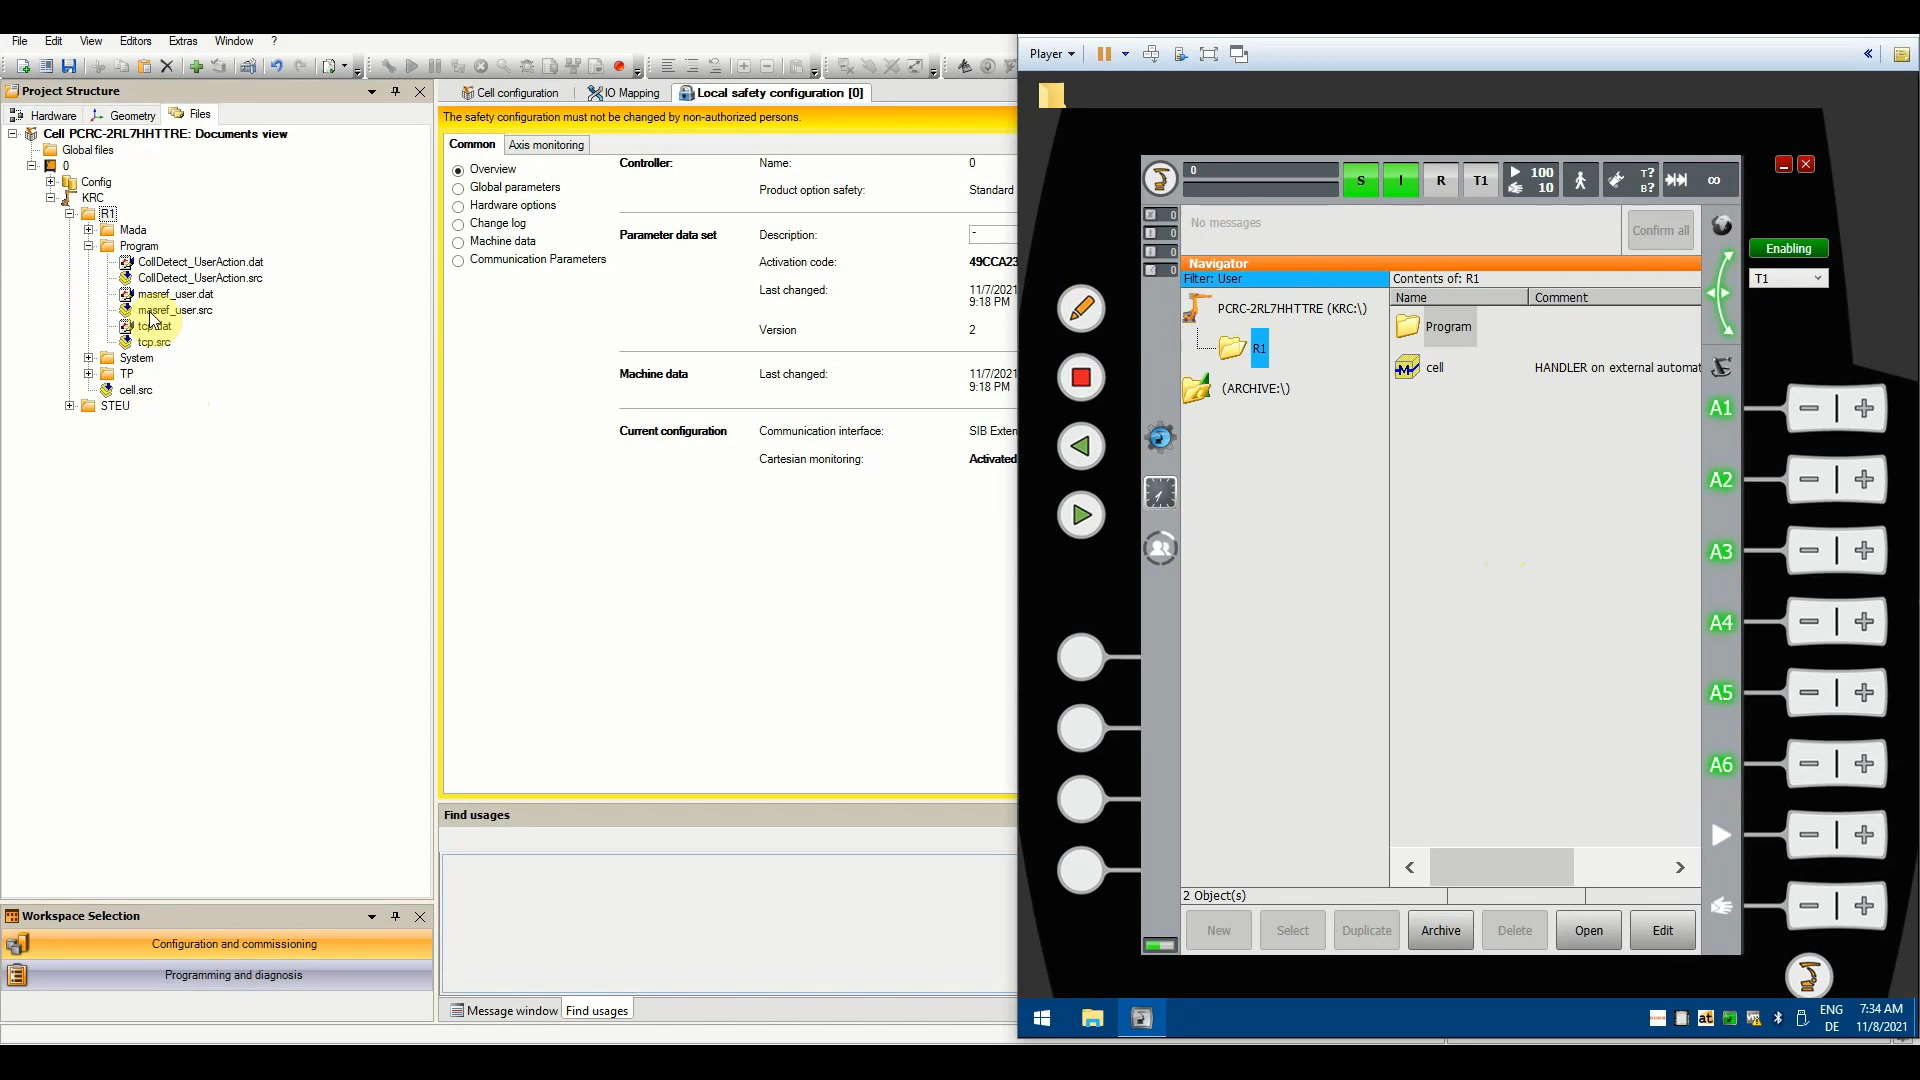 File Edit View Editors Extras Window ?
Project Structure
Hardware Geometry Files
Cell PCRC-2RL7HHTTRE: Documents view
Global files
0
Config
KRC
R1
Mada
Program
CollDetect_UserAction.dat
CollDetect_UserAction.src
masref_user.dat
masref_user.src
tcp.dat
tcp.src
System
TP
cell.src
STEU
Workspace Selection
Configuration and commissioning
Programming and diagnosis
Cell configuration IO Mapping Local safety configuration [0]
The safety configuration must not be changed by non-authorized persons.
Common Axis monitoring
Overview
Global parameters
Hardware options
Change log
Machine data
Communication Parameters
Controller: Name: 0
Product option safety: Standard
Parameter data set Description: -
Activation code: 49CCA23
Last changed: 11/7/2021
9:18 PM
Version 2
Machine data Last changed: 11/7/2021
9:18 PM
Current configuration Communication interface: SIB Exten
Cartesian monitoring: Activated
Find usages
Message window Find usages
Player
0
S I R T1 100
10
T?
B?
∞
0
0
0
0
No messages
Confirm all
Navigator
Filter: User Contents of: R1
Name Comment
PCRC-2RL7HHTTRE (KRC:\)
R1
(ARCHIVE:\)
Program
cell HANDLER on external automat
2 Object(s)
New Select Duplicate Archive Delete Open Edit
Enabling
T1
A1
A2
A3
A4
A5
A6
at
ENG
DE
7:34 AM
11/8/2021